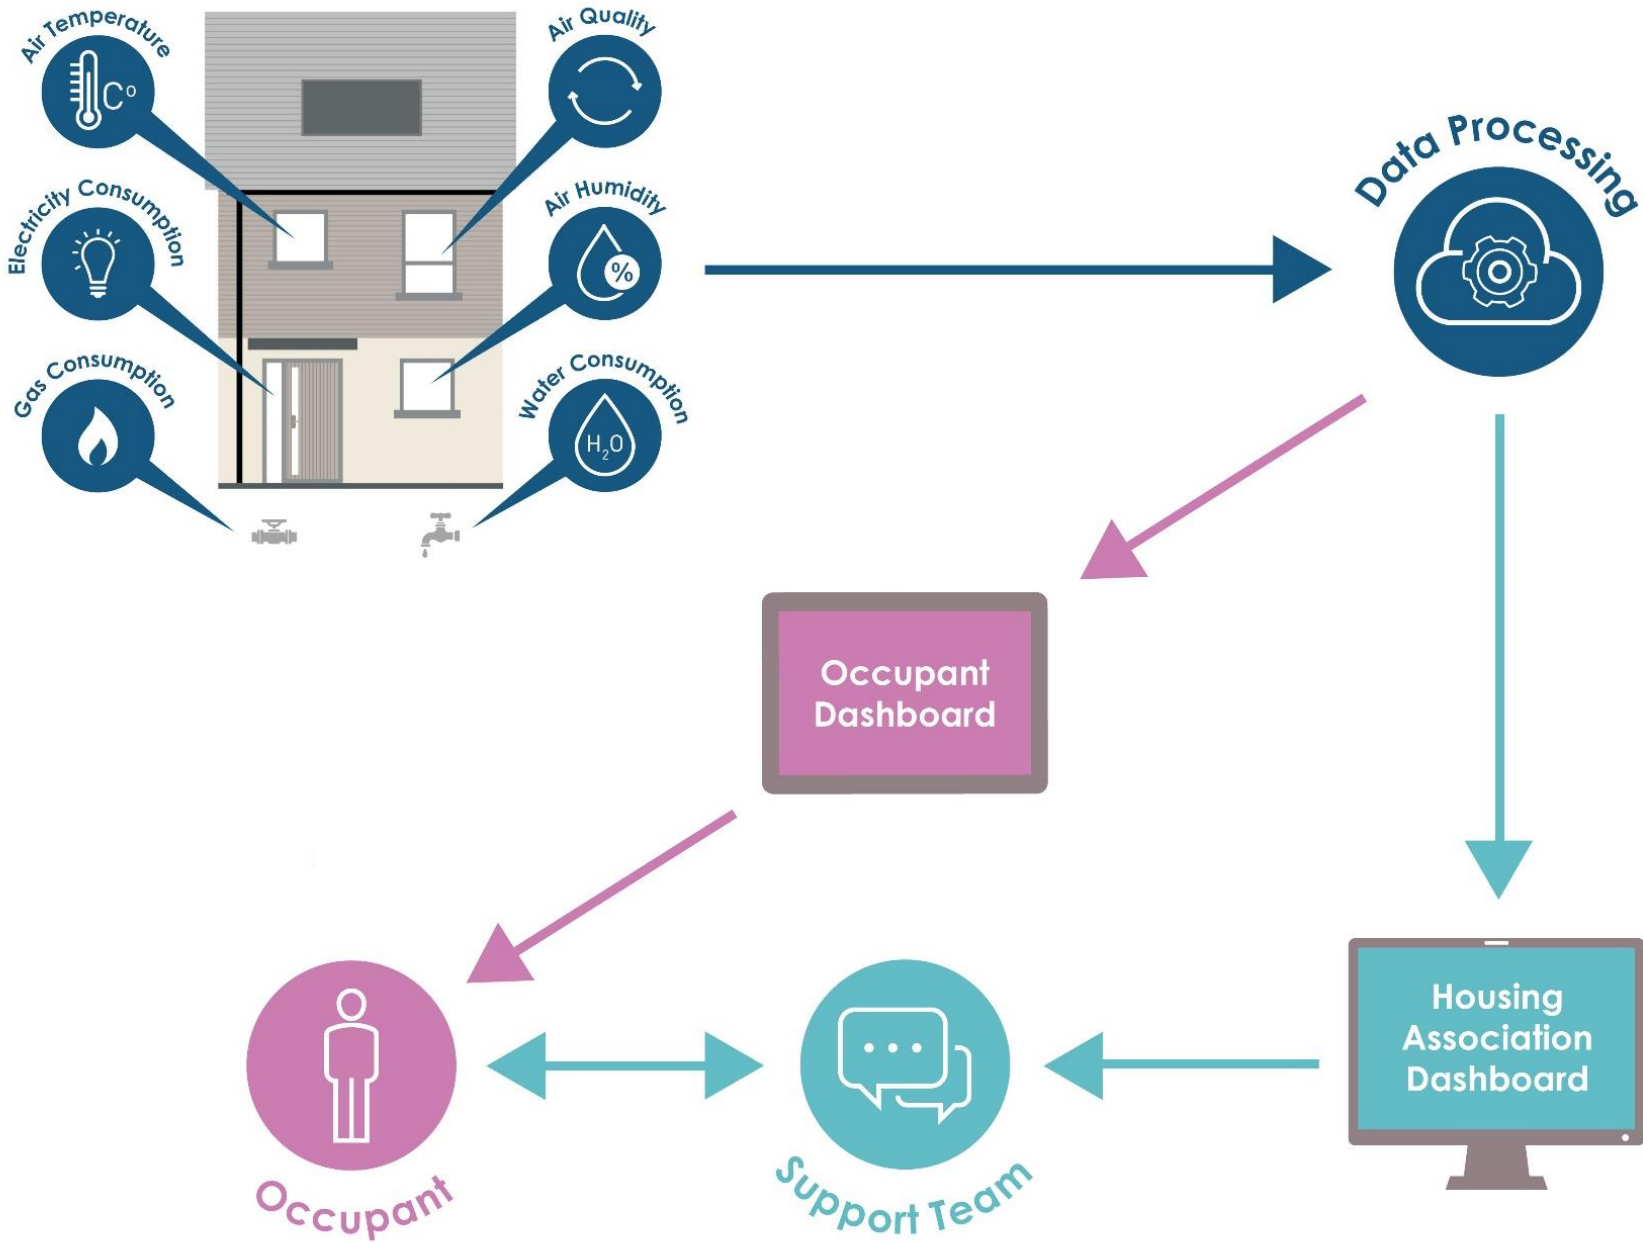 Air Temperature
C°
Air Quality
Electricity Consumption
Air Humidity
%
Gas Consumption
Water Consumption
H₂O
Data Processing
Occupant
Dashboard
Housing
Association
Dashboard
Occupant
Support Team